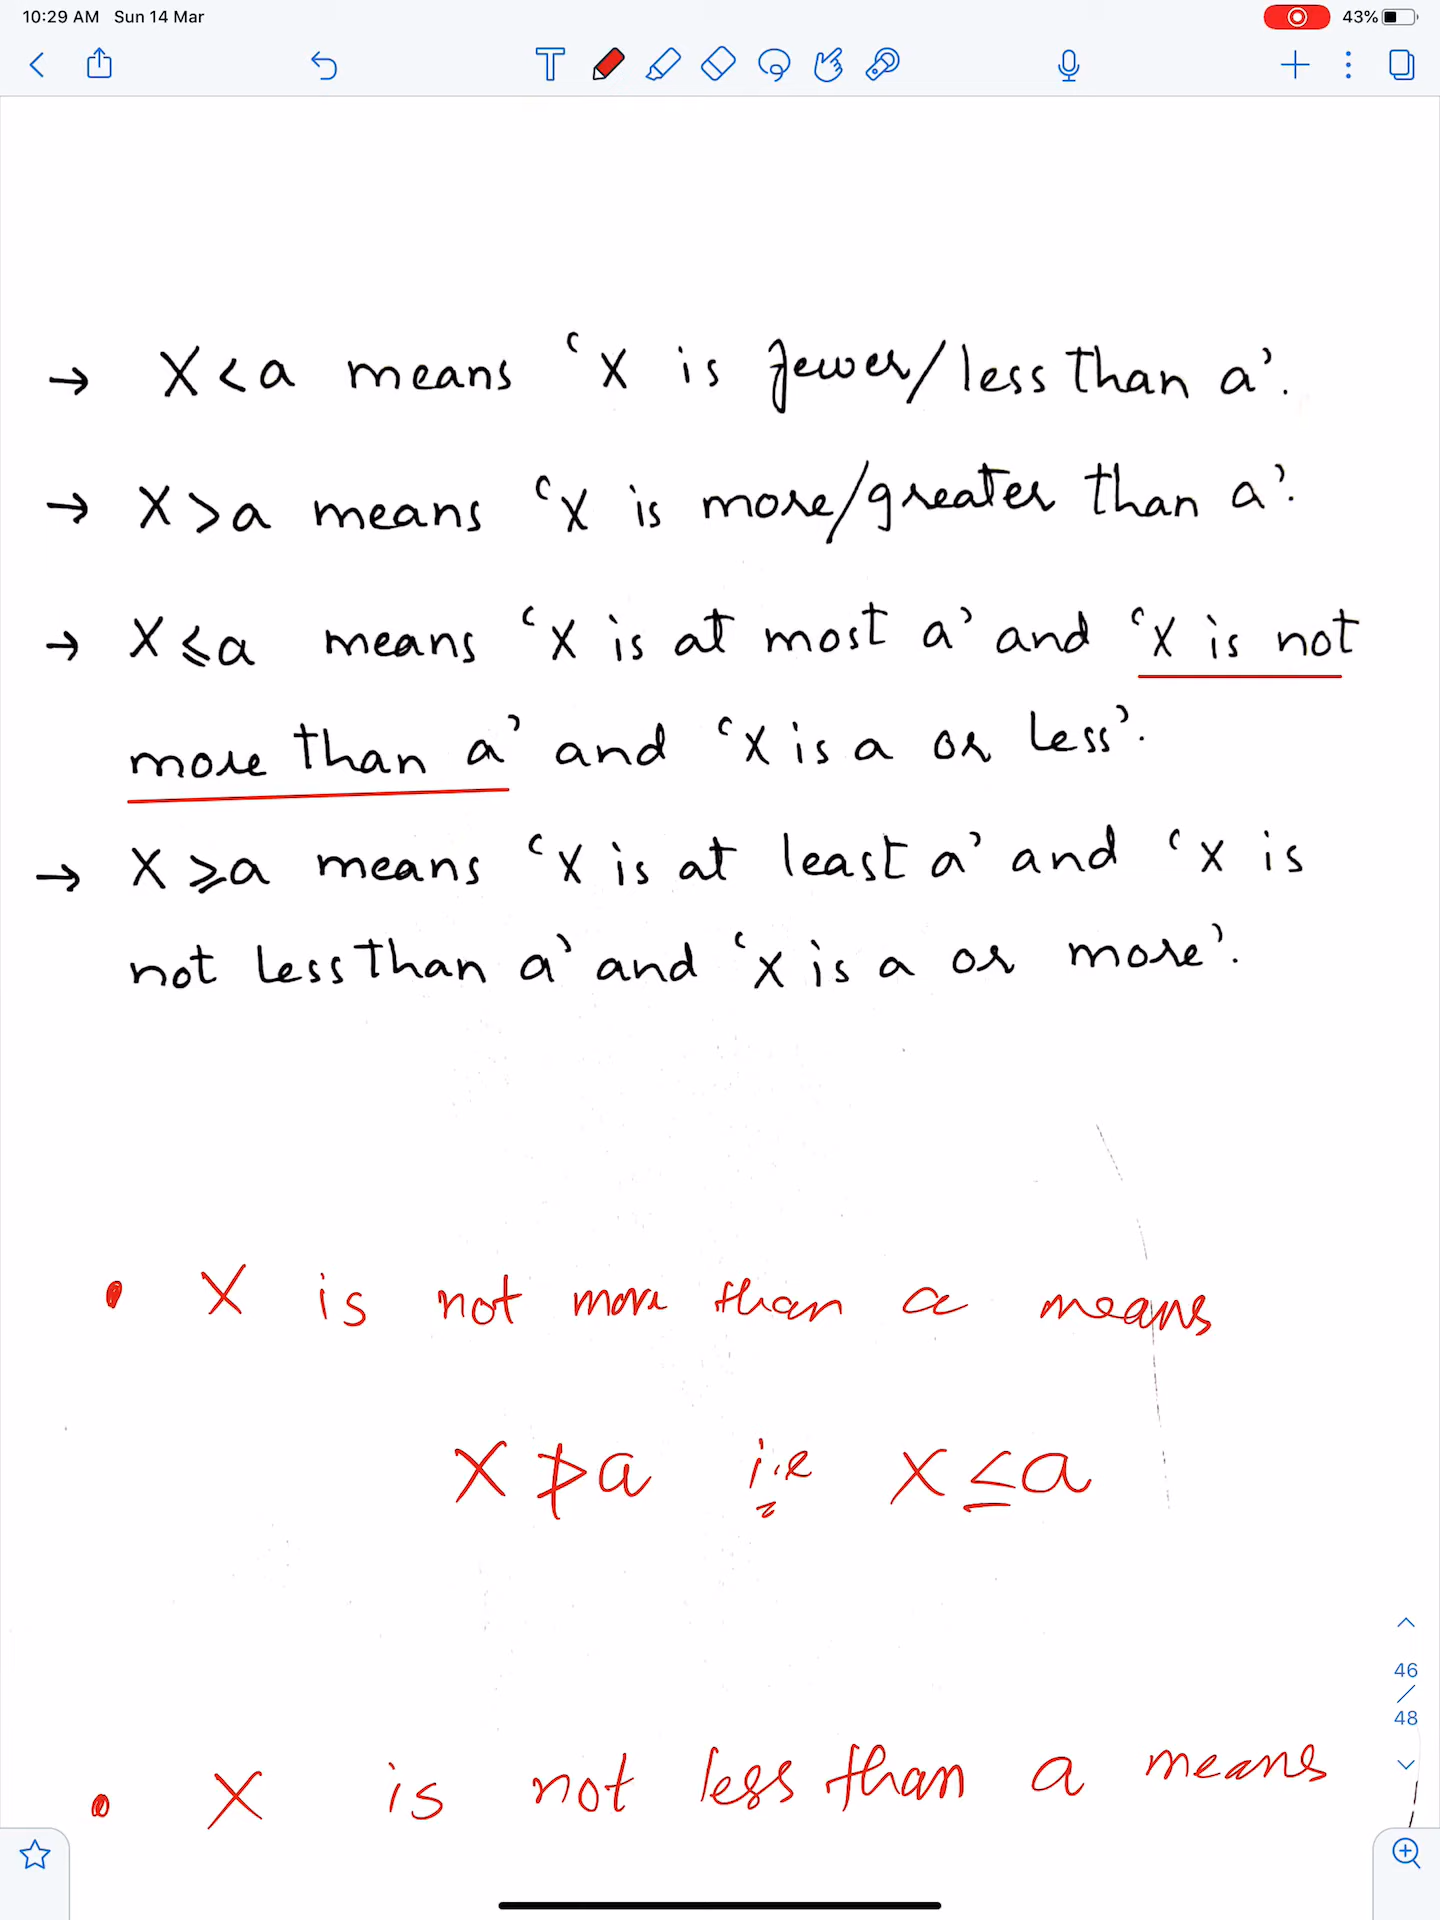 10:29 AM Sun 14 Mar 43%
→ X < a means ‘X is fewer/less than a’.
→ X > a means ‘X is more/greater than a’.
→ X ⩽ a means ‘X is at most a’ and ‘X is not
more than a’ and ‘X is a or less’.
→ X ⩾ a means ‘X is at least a’ and ‘X is
not less than a’ and ‘X is a or more’.
• X is not more than a means
X ≯ a i.e X ≤ a
46
/
48
• X is not less than a means